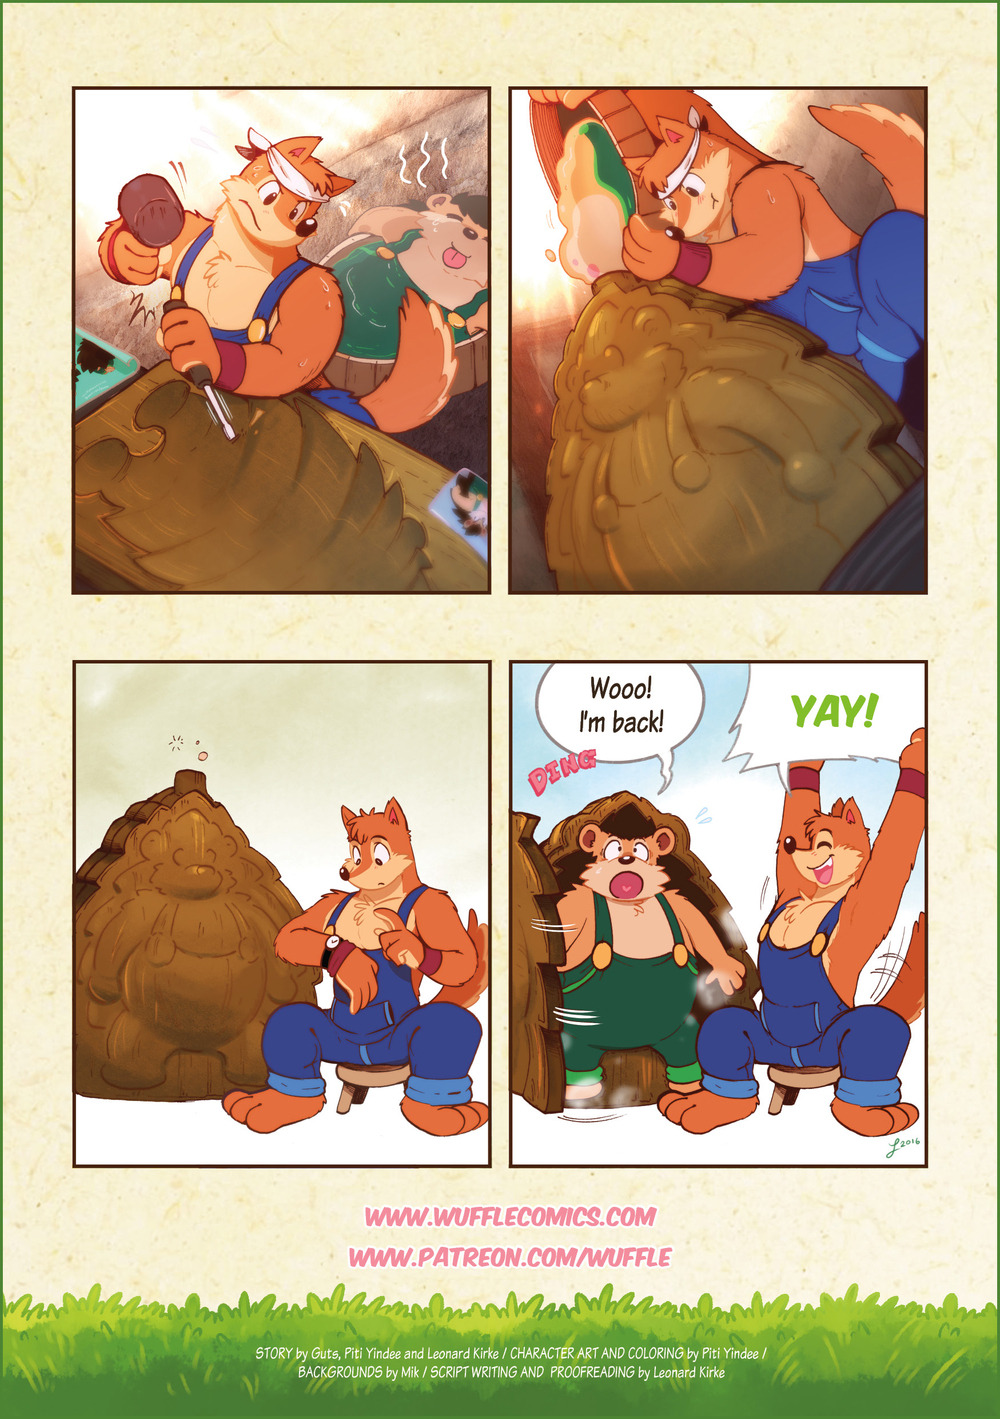 Wooo!
I'm back!
YAY!
DING
2016
WWW.WUFFLECOMICS.COM
WWW.PATREON.COM/WUFFLE
STORY by Guts, Piti Yindee and Leonard Kirke / CHARACTER ART AND COLORING by Piti Yindee /
BACKGROUNDS by Mik / SCRIPT WRITING AND PROOFREADING by Leonard Kirke